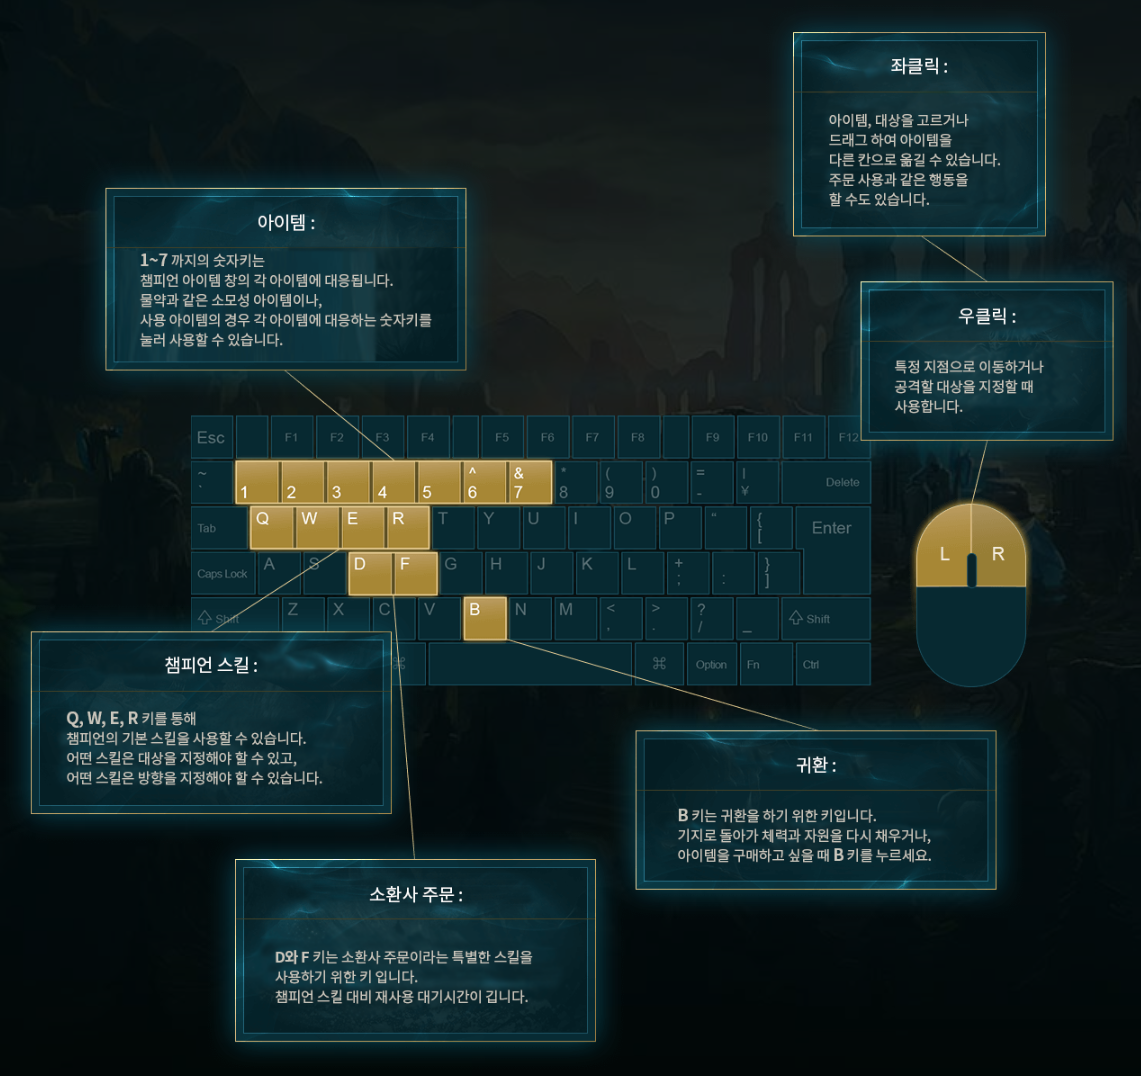 좌클릭 :
아이템, 대상을 고르거나
드래그 하여 아이템을
다른 칸으로 옮길 수 있습니다.
주문 사용과 같은 행동을
할 수도 있습니다.
아이템 :
1~7 까지의 숫자키는
챔피언 아이템 창의 각 아이템에 대응됩니다.
물약과 같은 소모성 아이템이나,
사용 아이템의 경우 각 아이템에 대응하는 숫자키를
눌러 사용할 수 있습니다.
우클릭 :
특정 지점으로 이동하거나
공격할 대상을 지정할 때
사용합니다.
Esc F1 F2 F3 F4 F5 F6 F7 F8 F9 F10 F11 F12
~ ^ & * ( ) = |
` 1 2 3 4 5 6 7 8 9 0 - ¥ Delete
Tab Q W E R T Y U I O P " { [ Enter
Caps Lock A S D F G H J K L + ; : } ]
Shift Z X C V B N M < , > . ? / _ Shift
⌘ ⌘ Option Fn Ctrl
L R
챔피언 스킬 :
Q, W, E, R 키를 통해
챔피언의 기본 스킬을 사용할 수 있습니다.
어떤 스킬은 대상을 지정해야 할 수 있고,
어떤 스킬은 방향을 지정해야 할 수 있습니다.
귀환 :
B 키는 귀환을 하기 위한 키입니다.
기지로 돌아가 체력과 자원을 다시 채우거나,
아이템을 구매하고 싶을 때 B 키를 누르세요.
소환사 주문 :
D와 F 키는 소환사 주문이라는 특별한 스킬을
사용하기 위한 키 입니다.
챔피언 스킬 대비 재사용 대기시간이 깁니다.